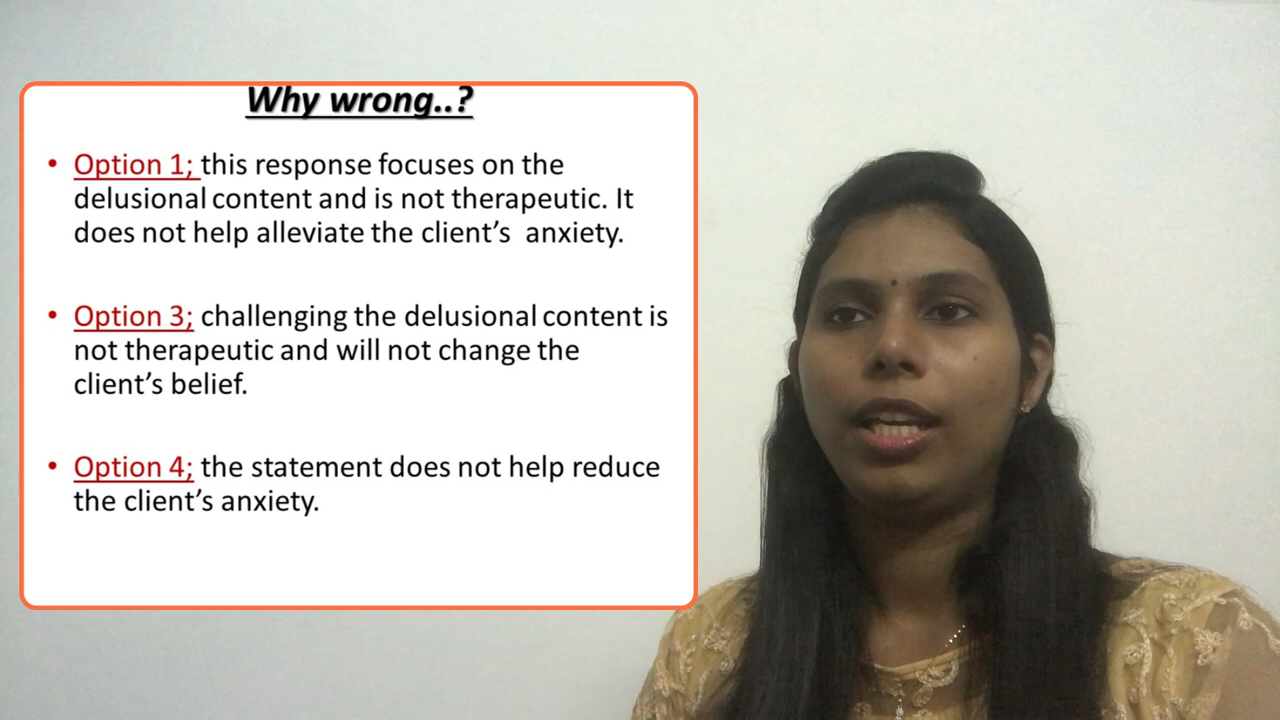 Why wrong..?
• Option 1; this response focuses on the
delusional content and is not therapeutic. It
does not help alleviate the client’s  anxiety.
• Option 3; challenging the delusional content is
not therapeutic and will not change the
client’s belief.
• Option 4; the statement does not help reduce
the client’s anxiety.